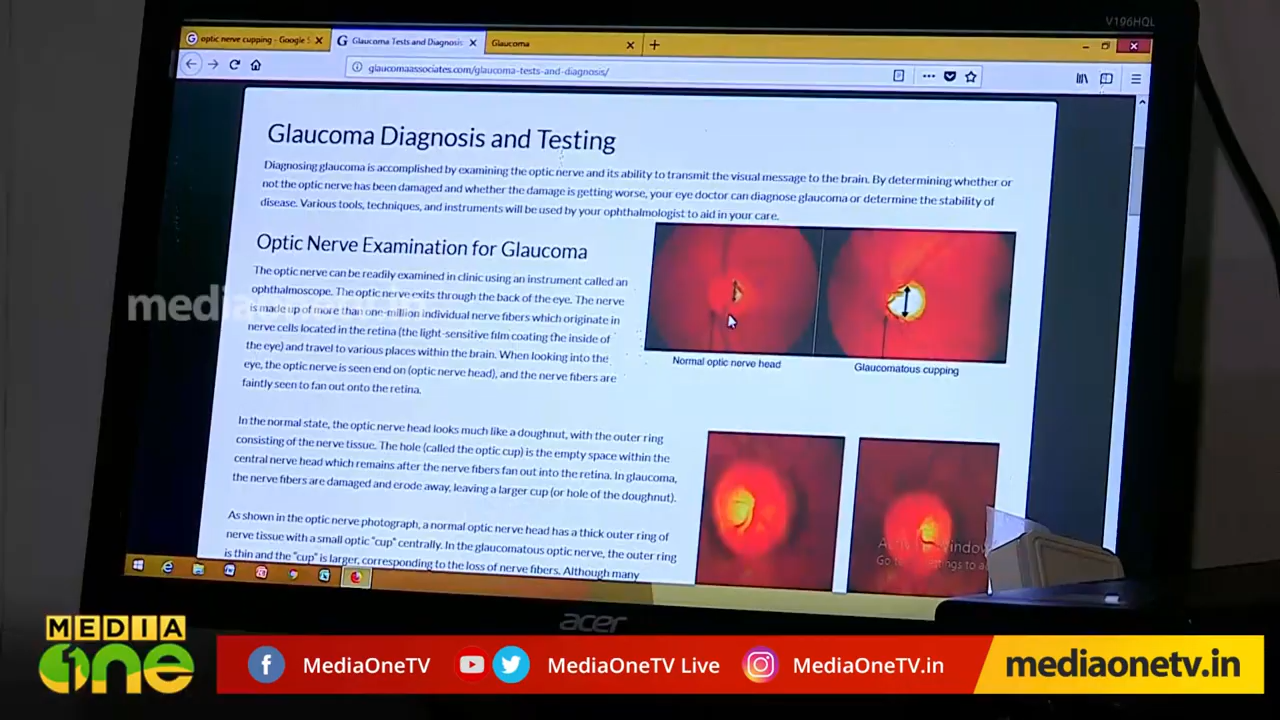 V196HQL
optic nerve cupping - Google
Glaucoma Tests and Diagnosis
Glaucoma
glaucomaassociates.com/glaucoma-tests-and-diagnosis/
Glaucoma Diagnosis and Testing
Diagnosing glaucoma is accomplished by examining the optic nerve and its ability to transmit the visual message to the brain. By determining whether or
not the optic nerve has been damaged and whether the damage is getting worse, your eye doctor can diagnose glaucoma or determine the stability of
disease. Various tools, techniques, and instruments will be used by your ophthalmologist to aid in your care.
Optic Nerve Examination for Glaucoma
The optic nerve can be readily examined in clinic using an instrument called an
ophthalmoscope. The optic nerve exits through the back of the eye. The nerve
is made up of more than one-million individual nerve fibers which originate in
nerve cells located in the retina (the light-sensitive film coating the inside of
the eye) and travel to various places within the brain. When looking into the
eye, the optic nerve is seen end on (optic nerve head), and the nerve fibers are
faintly seen to fan out onto the retina.
Normal optic nerve head
Glaucomatous cupping
In the normal state, the optic nerve head looks much like a doughnut, with the outer ring
consisting of the nerve tissue. The hole (called the optic cup) is the empty space within the
central nerve head which remains after the nerve fibers fan out into the retina. In glaucoma,
the nerve fibers are damaged and erode away, leaving a larger cup (or hole of the doughnut).
As shown in the optic nerve photograph, a normal optic nerve head has a thick outer ring of
nerve tissue with a small optic "cup" centrally. In the glaucomatous optic nerve, the outer ring
is thin and the "cup" is larger, corresponding to the loss of nerve fibers. Although many
mediaonetv.in
acer
MEDIA
one
MediaOneTV
MediaOneTV Live
MediaOneTV.in
mediaonetv.in